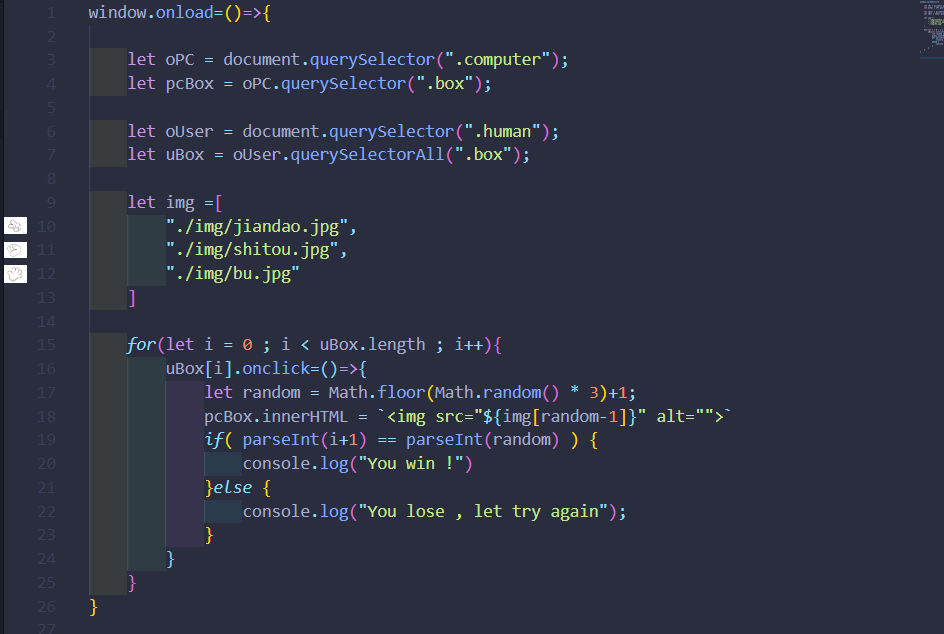 1 window.onload=()=>{
2
3 let oPC = document.querySelector(".computer");
4 let pcBox = oPC.querySelector(".box");
5
6 let oUser = document.querySelector(".human");
7 let uBox = oUser.querySelectorAll(".box");
8
9 let img =[
10 "./img/jiandao.jpg",
11 "./img/shitou.jpg",
12 "./img/bu.jpg"
13 ]
14
15 for(let i = 0 ; i < uBox.length ; i++){
16 uBox[i].onclick=()=>{
17 let random = Math.floor(Math.random() * 3)+1;
18 pcBox.innerHTML = `<img src="${img[random-1]}" alt="">`
19 if( parseInt(i+1) == parseInt(random) ) {
20 console.log("You win !")
21 }else {
22 console.log("You lose , let try again");
23 }
24 }
25 }
26 }
27